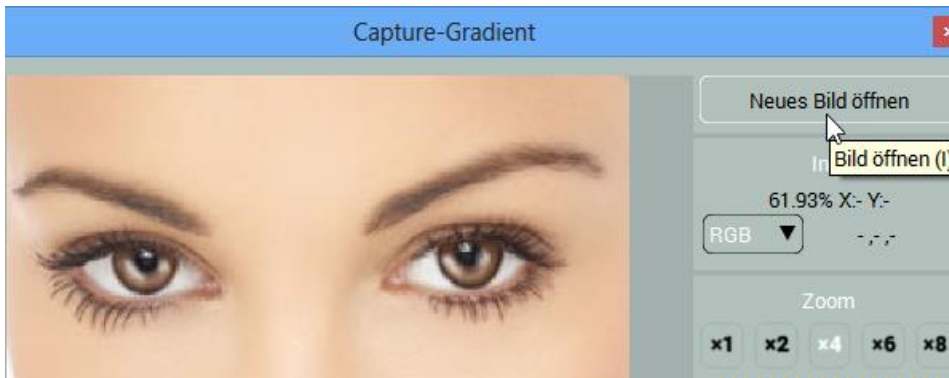 Capture-Gradient
Neues Bild öffnen
Bild öffnen (I)
61.93% X:- Y:-
RGB -,-,-
Zoom
×1 ×2 ×4 ×6 ×8